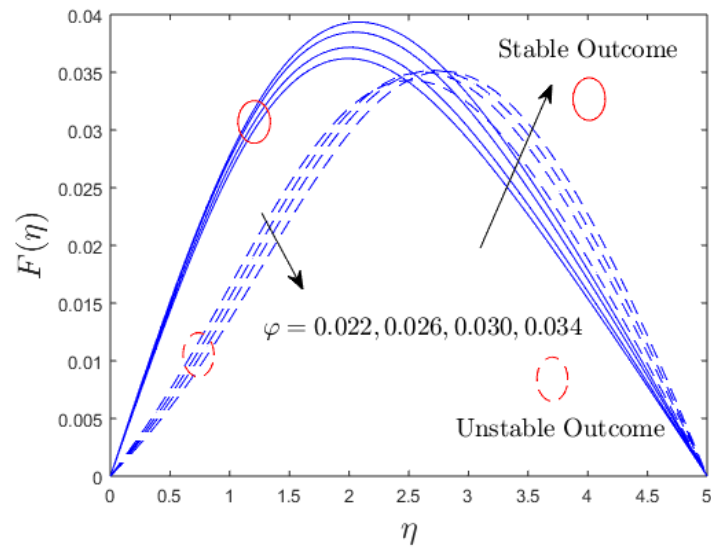 0.04
Stable Outcome
0.035
0.03
0.025
F(η)
0.02
0.015
φ = 0.022, 0.026, 0.030, 0.034
0.01
0.005
Unstable Outcome
0
0 0.5 1 1.5 2 2.5 3 3.5 4 4.5 5
η